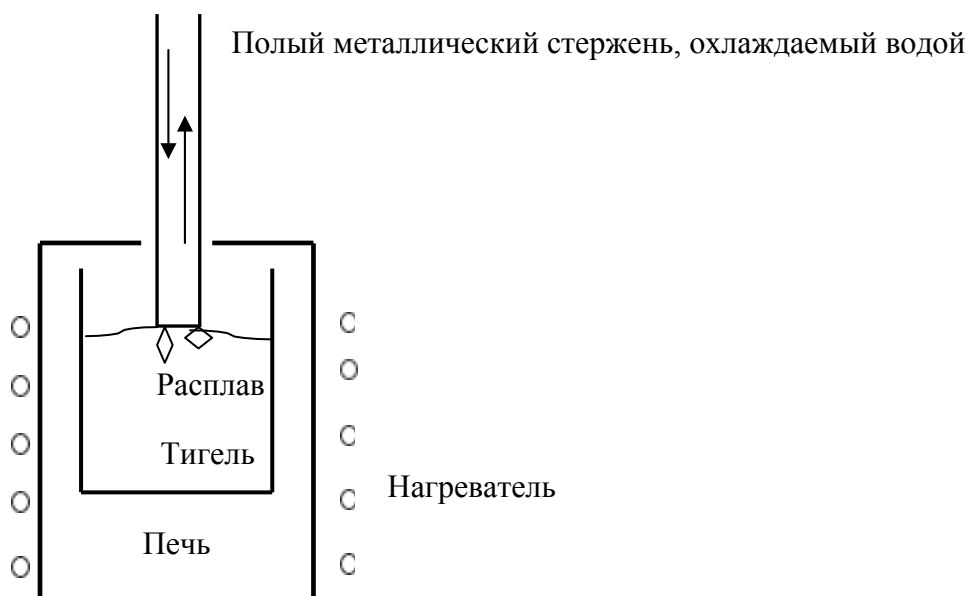 Полый металлический стержень, охлаждаемый водой
Расплав
Тигель
Нагреватель
Печь